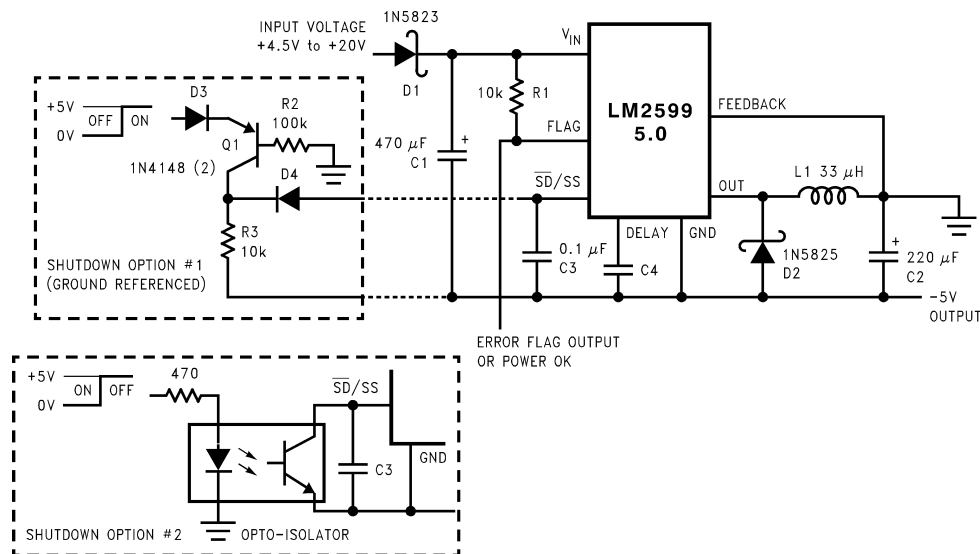 1N5823
INPUT VOLTAGE
+4.5V to +20V
VIN
D1
10k
R1
LM2599
5.0
FEEDBACK
FLAG
470 μF
+
C1
SD/SS
OUT
L1 33 μH
DELAY
GND
0.1 μF
C3
C4
1N5825
D2
+
220 μF
C2
-5V
OUTPUT
ERROR FLAG OUTPUT
OR POWER OK
+5V
OFF
ON
0V
D3
R2
100k
Q1
1N4148 (2)
D4
R3
10k
SHUTDOWN OPTION #1
(GROUND REFERENCED)
+5V
ON
OFF
0V
470
SD/SS
GND
C3
SHUTDOWN OPTION #2
OPTO-ISOLATOR